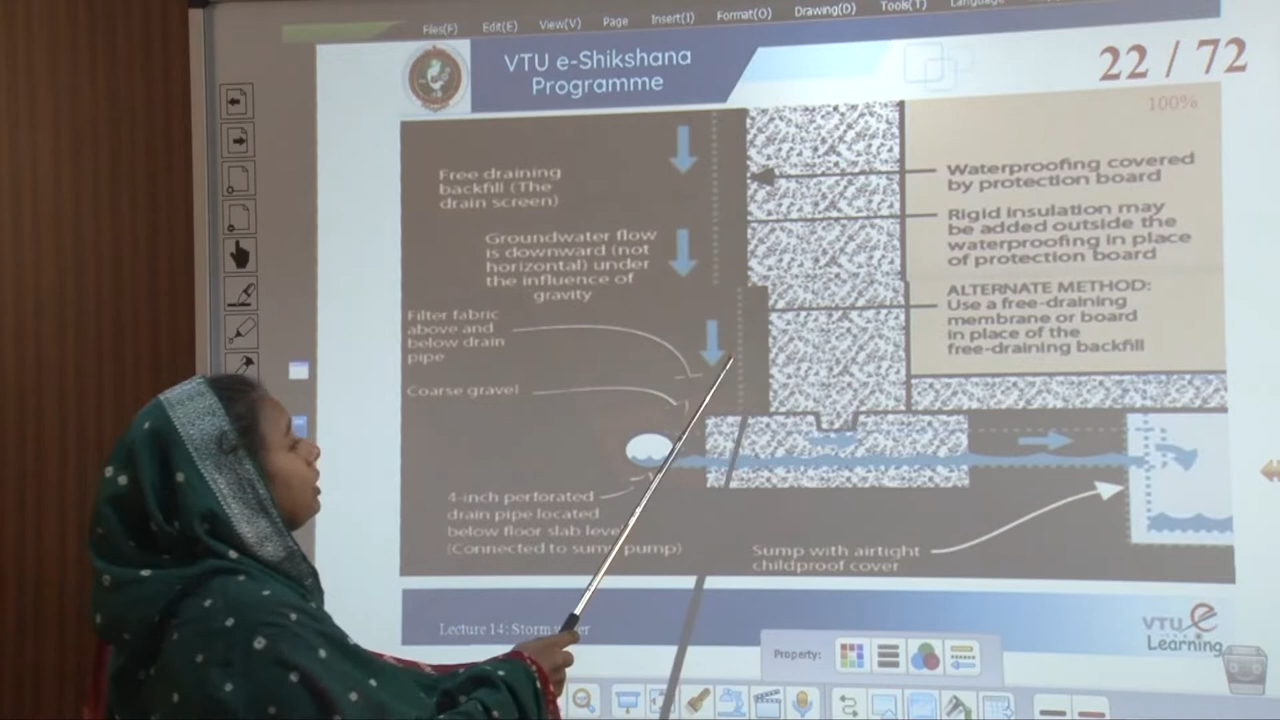 Files(F) Edit(E) View(V) Page Insert(I) Format(O) Drawing(D) Tools(T) Language
VTU e-Shikshana
Programme
22 / 72
100%
Free draining
backfill (The
drain screen)
Groundwater flow
is downward (not
horizontal) under
the influence of
gravity
Filter fabric
above and
below drain
pipe
Coarse gravel
4-inch perforated
drain pipe located
below floor slab
(Connected to pump)
Waterproofing covered
by protection board
Rigid insulation may
be added outside the
waterproofing in place
of protection board
ALTERNATE METHOD:
Use a free-draining
membrane or board
in place of the
free-draining backfill
Sump with airtight
childproof cover
Lecture 14: Storm
VTU e
Learning
Property: